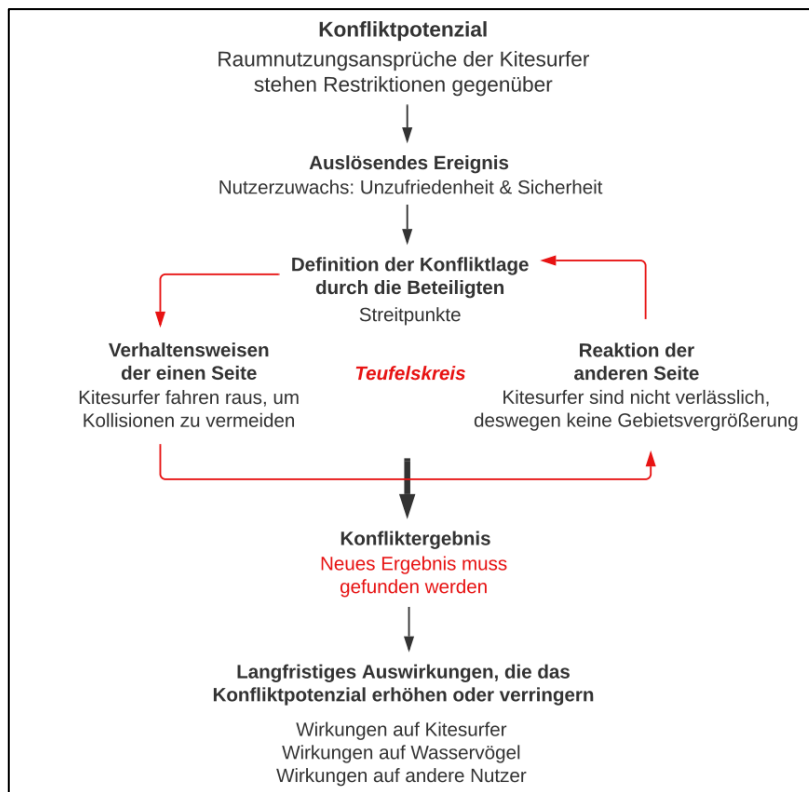 Konfliktpotenzial
Raumnutzungsansprüche der Kitesurfer
stehen Restriktionen gegenüber
Auslösendes Ereignis
Nutzerzuwachs: Unzufriedenheit & Sicherheit
Definition der Konfliktlage
durch die Beteiligten
Streitpunkte
Verhaltensweisen
der einen Seite
Kitesurfer fahren raus, um
Kollisionen zu vermeiden
Teufelskreis
Reaktion der
anderen Seite
Kitesurfer sind nicht verlässlich,
deswegen keine Gebietsvergrößerung
Konfliktergebnis
Neues Ergebnis muss
gefunden werden
Langfristiges Auswirkungen, die das
Konfliktpotenzial erhöhen oder verringern
Wirkungen auf Kitesurfer
Wirkungen auf Wasservögel
Wirkungen auf andere Nutzer